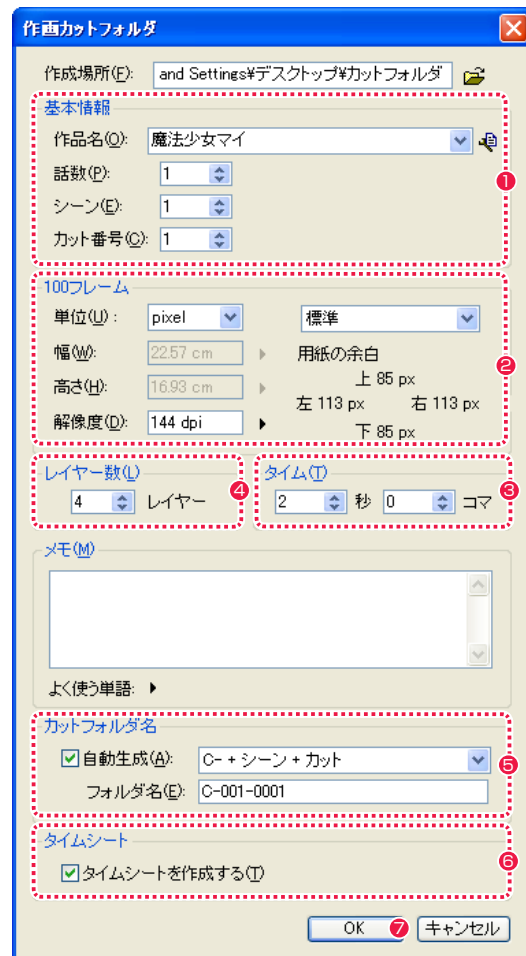 作画カットフォルダ
作成場所(F): and Settings¥デスクトップ¥カットフォルダ
基本情報
作品名(O): 魔法少女マイ
話数(P): 1
シーン(E): 1
カット番号(C): 1
❶
100フレーム
単位(U) : pixel 標準
幅(W): 22.57 cm 用紙の余白
上 85 px
高さ(H): 16.93 cm
左 113 px 右 113 px
解像度(D): 144 dpi
下 85 px
❷
レイヤー数(L) タイム(T)
4 レイヤー ❹ 2 秒 0 コマ ❸
メモ(M)
よく使う単語:
カットフォルダ名
自動生成(A): C- + シーン + カット
フォルダ名(E): C-001-0001
❺
タイムシート
タイムシートを作成する(T)
❻
OK ❼ キャンセル